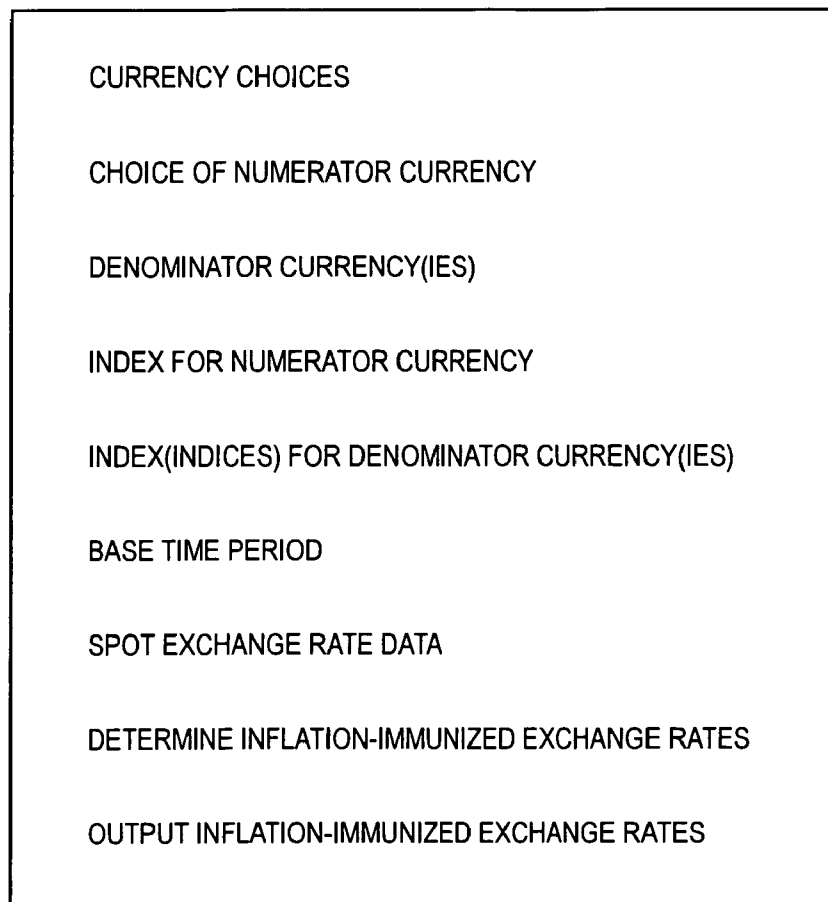 CURRENCY CHOICES
CHOICE OF NUMERATOR CURRENCY
DENOMINATOR CURRENCY(IES)
INDEX FOR NUMERATOR CURRENCY
INDEX(INDICES) FOR DENOMINATOR CURRENCY(IES)
BASE TIME PERIOD
SPOT EXCHANGE RATE DATA
DETERMINE INFLATION-IMMUNIZED EXCHANGE RATES
OUTPUT INFLATION-IMMUNIZED EXCHANGE RATES